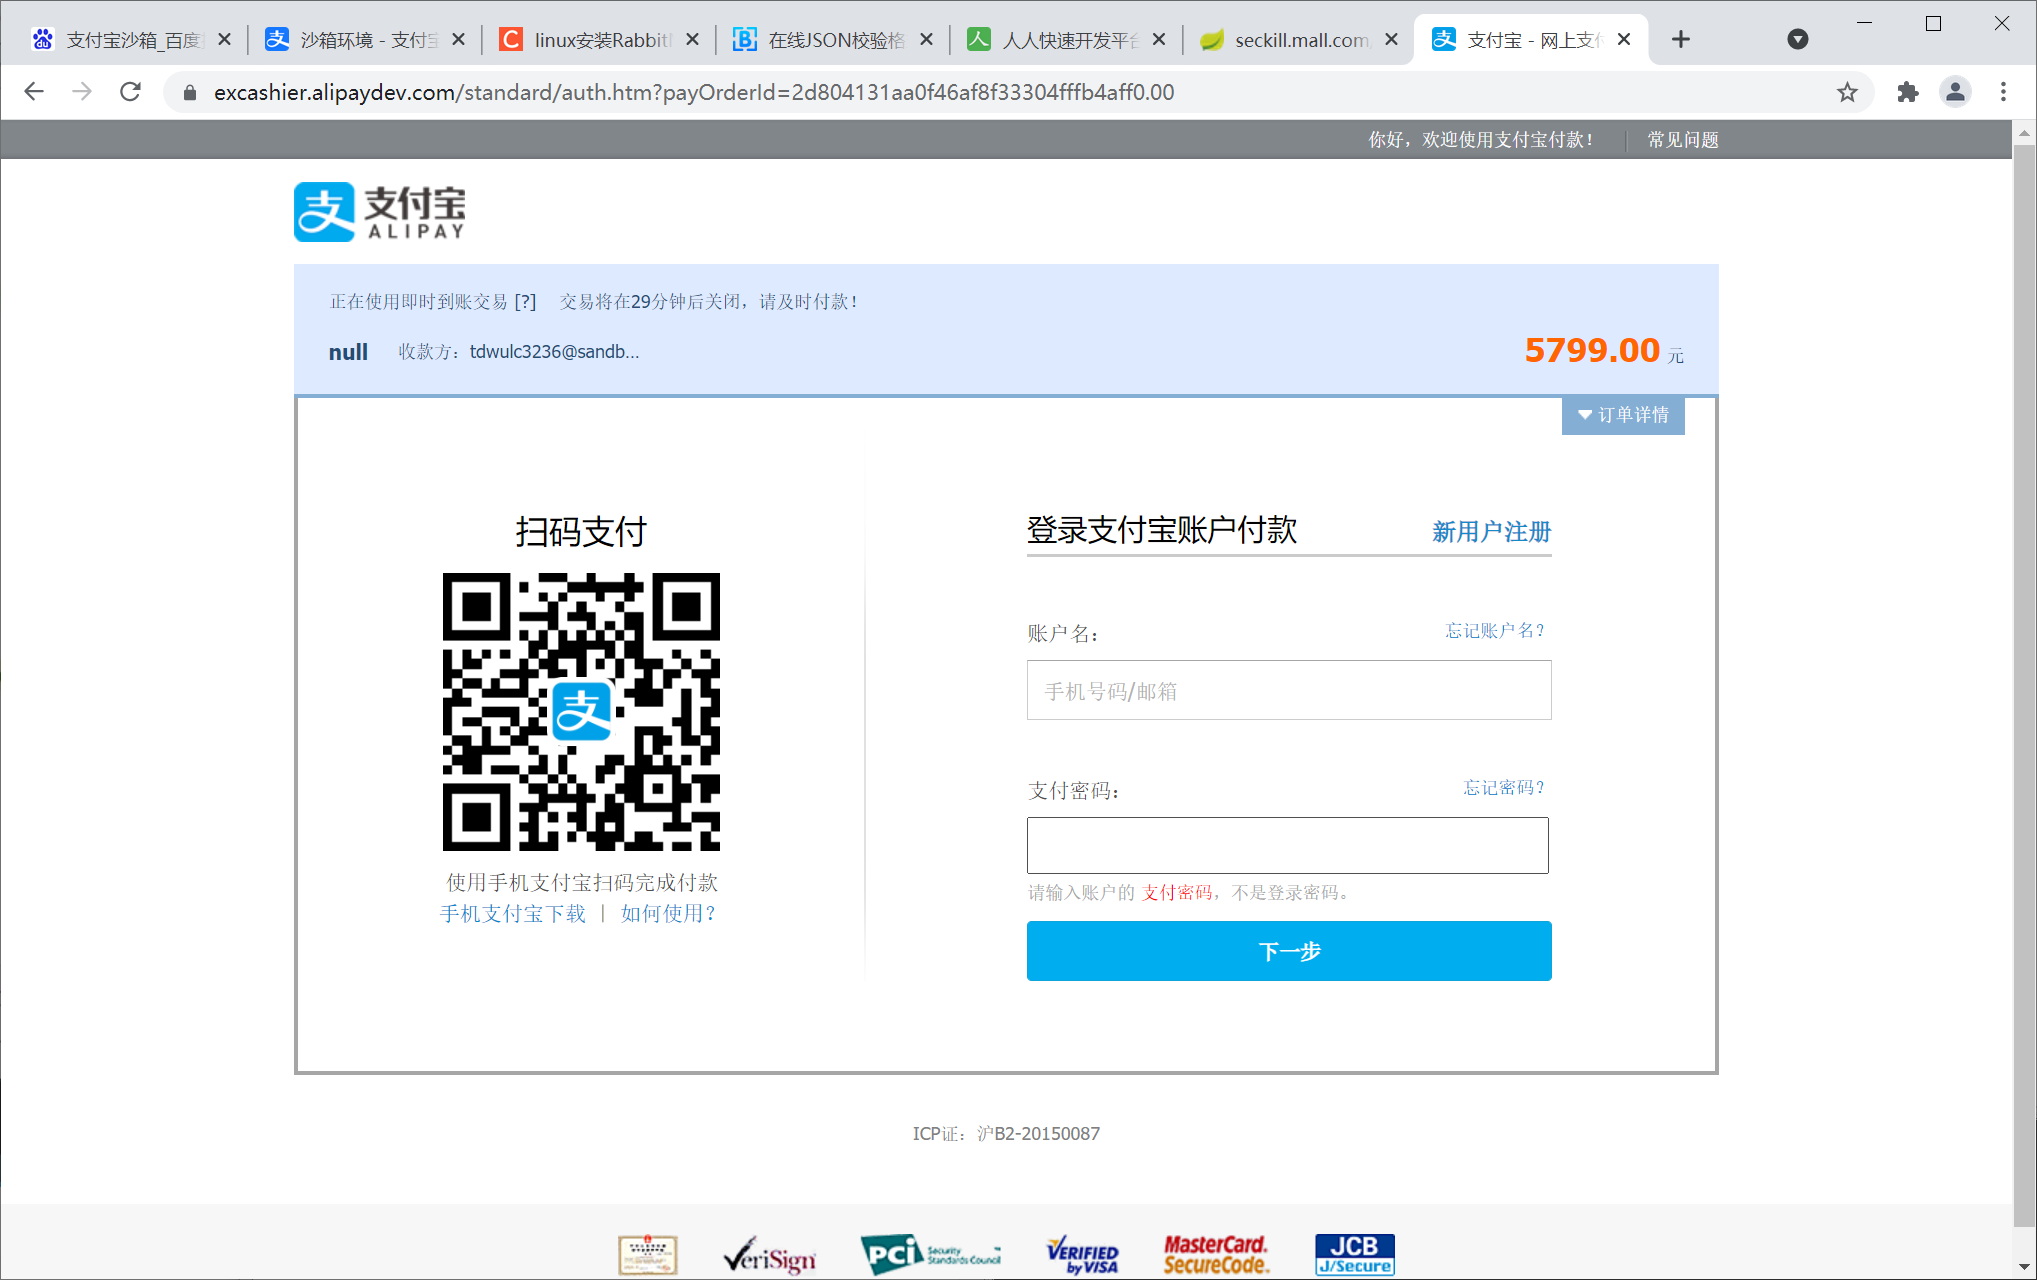 支付宝沙箱_百度
沙箱环境 - 支付宝
linux安装Rabbit
在线JSON校验格
人人快速开发平台
seckill.mall.com
支付宝 - 网上支付
excashier.alipaydev.com/standard/auth.htm?payOrderId=2d804131aa0f46af8f33304fffb4aff0.00
你好，欢迎使用支付宝付款！
常见问题
支付宝
ALIPAY
正在使用即时到账交易 [?] 交易将在29分钟后关闭，请及时付款！
null 收款方：tdwulc3236@sandb... 5799.00 元
订单详情
扫码支付
支
使用手机支付宝扫码完成付款
手机支付宝下载 | 如何使用？
登录支付宝账户付款 新用户注册
账户名： 忘记账户名？
手机号码/邮箱
支付密码： 忘记密码？
请输入账户的 支付密码，不是登录密码。
下一步
ICP证：沪B2-20150087
VeriSign
PCI Security Standards Council
VERIFIED by VISA
MasterCard. SecureCode.
JCB J/Secure